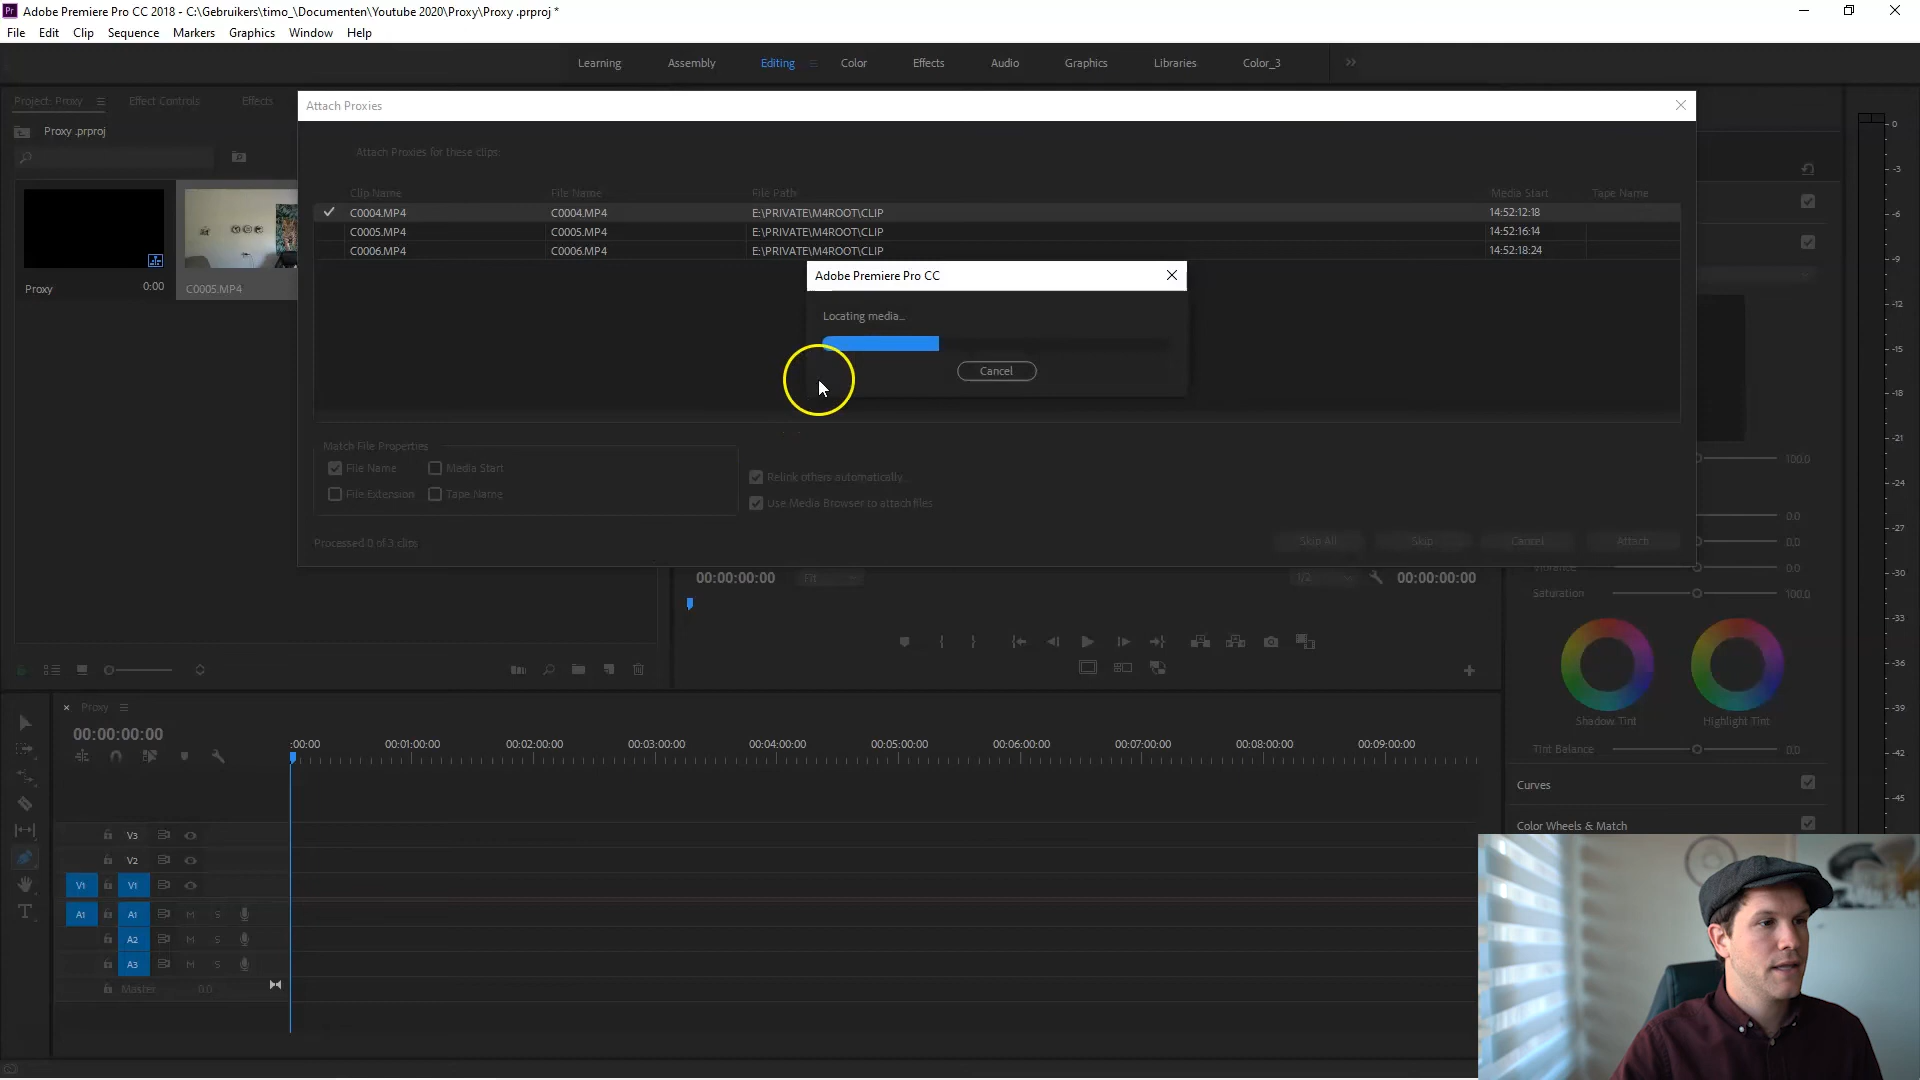 Adobe Premiere Pro CC 2018 - C:\Gebruikers\timo_\Documenten\Youtube 2020\Proxy\Proxy .prproj *
File Edit Clip Sequence Markers Graphics Window Help
Learning Assembly Editing Color Effects Audio Graphics Libraries Color_3
Project: Proxy Effect Controls Effects
Attach Proxies
Proxy .prproj
Attach Proxies for these clips:
Clip Name File Name File Path Media Start Tape Name
C0004.MP4 C0004.MP4 E:\PRIVATE\M4ROOT\CLIP 14:52:12:18
C0005.MP4 C0005.MP4 E:\PRIVATE\M4ROOT\CLIP 14:52:16:14
C0006.MP4 C0006.MP4 E:\PRIVATE\M4ROOT\CLIP 14:52:18:24
Adobe Premiere Pro CC
Proxy 0:00 C0005.MP4
Locating media...
Cancel
Match File Properties
File Name Media Start
File Extension Tape Name
Relink others automatically...
Use Media Browser to attach files
Processed 0 of 3 clips
Skip All Skip Cancel Attach
00:00:00:00 Fit 1/2 00:00:00:00
100.0
0.0
0.0
Vibrance 0.0
Saturation 100.0
Shadow Tint Highlight Tint
Tint Balance 0.0
Curves
Color Wheels & Match
0
-3
-6
-9
-12
-15
-18
-21
-24
-27
-30
-33
-36
-39
-42
-45
Proxy
00:00:00:00
:00:00 00:01:00:00 00:02:00:00 00:03:00:00 00:04:00:00 00:05:00:00 00:06:00:00 00:07:00:00 00:08:00:00 00:09:00:00
V3
V2
V1 V1
A1 A1 M S
A2 M S
A3 M S
Master 0.0